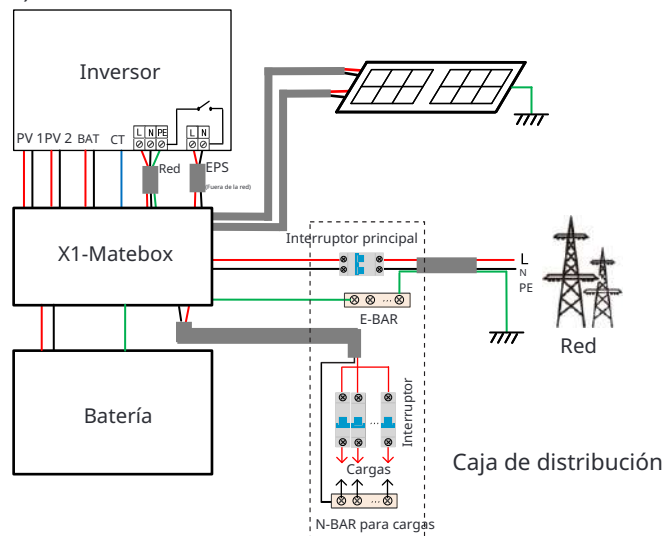 Inversor
PV 1 PV 2 BAT CT
L N PE
L N
Red
EPS
(Fuera de la red)
X1-Matebox
Interruptor principal
L
N
PE
E-BAR
Red
Batería
Interruptor
Cargas
Caja de distribución
N-BAR para cargas